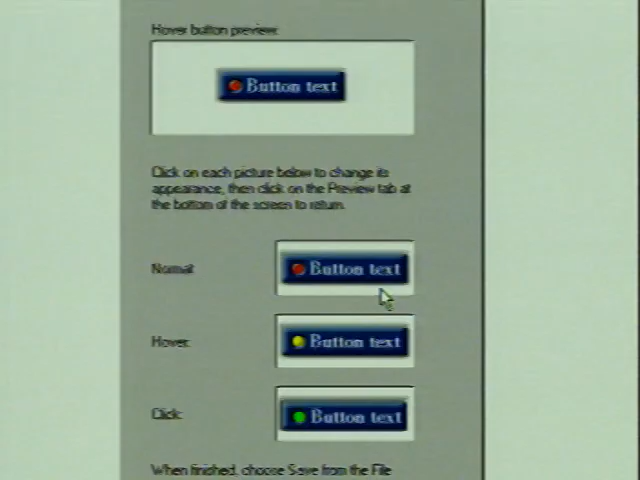 Hover button preview:
Button text
Click on each picture below to change its
appearance, then click on the Preview tab at
the bottom of the screen to return.
Normal:
Button text
Hover:
Button text
Click:
Button text
When finished, choose Save from the File